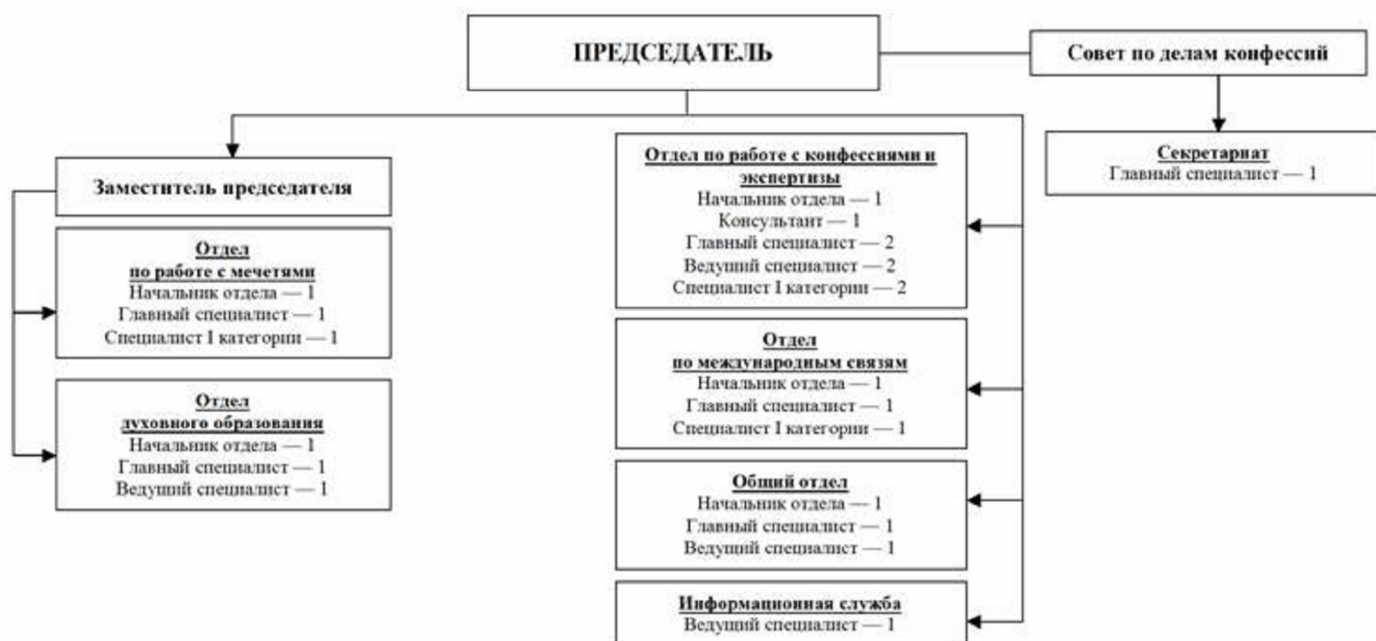 ПРЕДСЕДАТЕЛЬ
Совет по делам конфессий
Секретариат
Главный специалист — 1
Заместитель председателя
Отдел
по работе с мечетями
Начальник отдела — 1
Главный специалист — 1
Специалист I категории — 1
Отдел
духовного образования
Начальник отдела — 1
Главный специалист — 1
Ведущий специалист — 1
Отдел по работе с конфессиями и
экспертизы
Начальник отдела — 1
Консультант — 1
Главный специалист — 2
Ведущий специалист — 2
Специалист I категории — 2
Отдел
по международным связям
Начальник отдела — 1
Главный специалист — 1
Специалист I категории — 1
Общий отдел
Начальник отдела — 1
Главный специалист — 1
Ведущий специалист — 1
Информационная служба
Ведущий специалист — 1